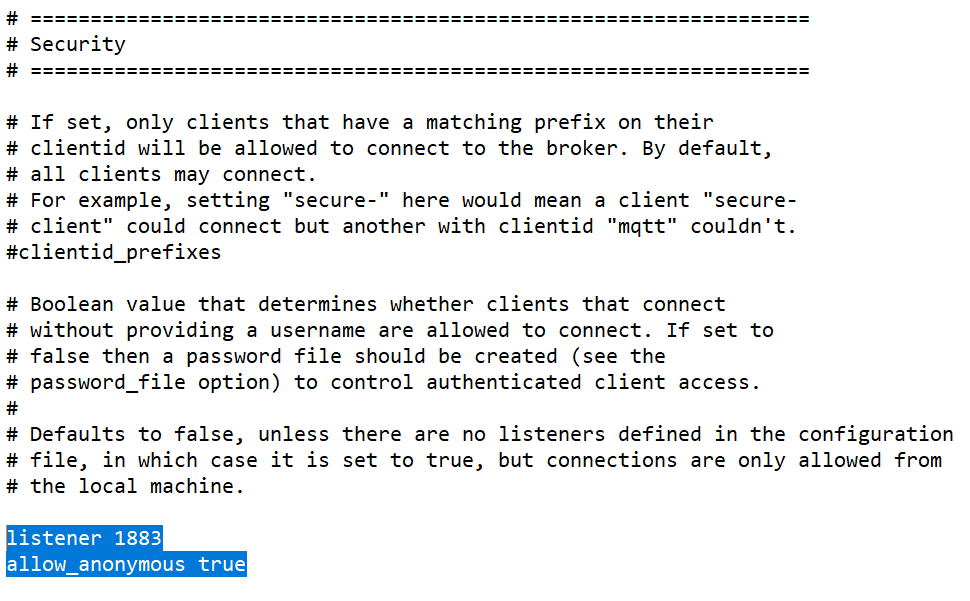 # =================================================================
# Security
# =================================================================
# If set, only clients that have a matching prefix on their
# clientid will be allowed to connect to the broker. By default,
# all clients may connect.
# For example, setting "secure-" here would mean a client "secure-
# client" could connect but another with clientid "mqtt" couldn't.
#clientid_prefixes
# Boolean value that determines whether clients that connect
# without providing a username are allowed to connect. If set to
# false then a password file should be created (see the
# password_file option) to control authenticated client access.
#
# Defaults to false, unless there are no listeners defined in the configuration
# file, in which case it is set to true, but connections are only allowed from
# the local machine.
listener 1883
allow_anonymous true